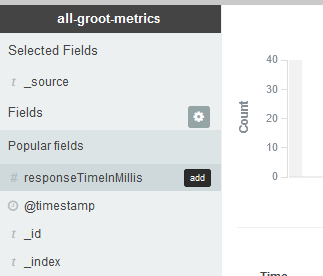 all-groot-metrics
Selected Fields
t _source
Fields
Popular fields
# responseTimeInMillis add
@timestamp
t _id
t _index
Count
40
30
20
10
0
Time